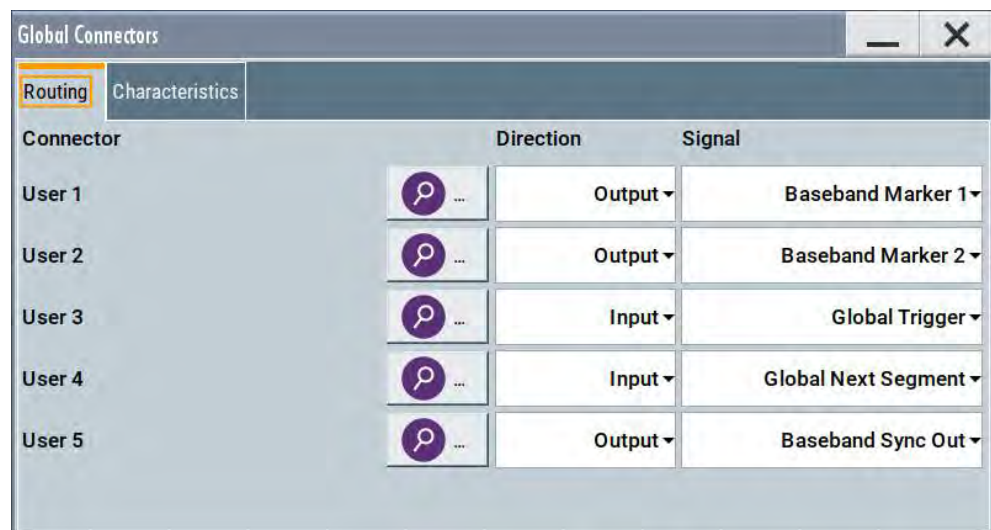 Global Connectors
Routing Characteristics
Connector Direction Signal
User 1 ... Output Baseband Marker 1
User 2 ... Output Baseband Marker 2
User 3 ... Input Global Trigger
User 4 ... Input Global Next Segment
User 5 ... Output Baseband Sync Out